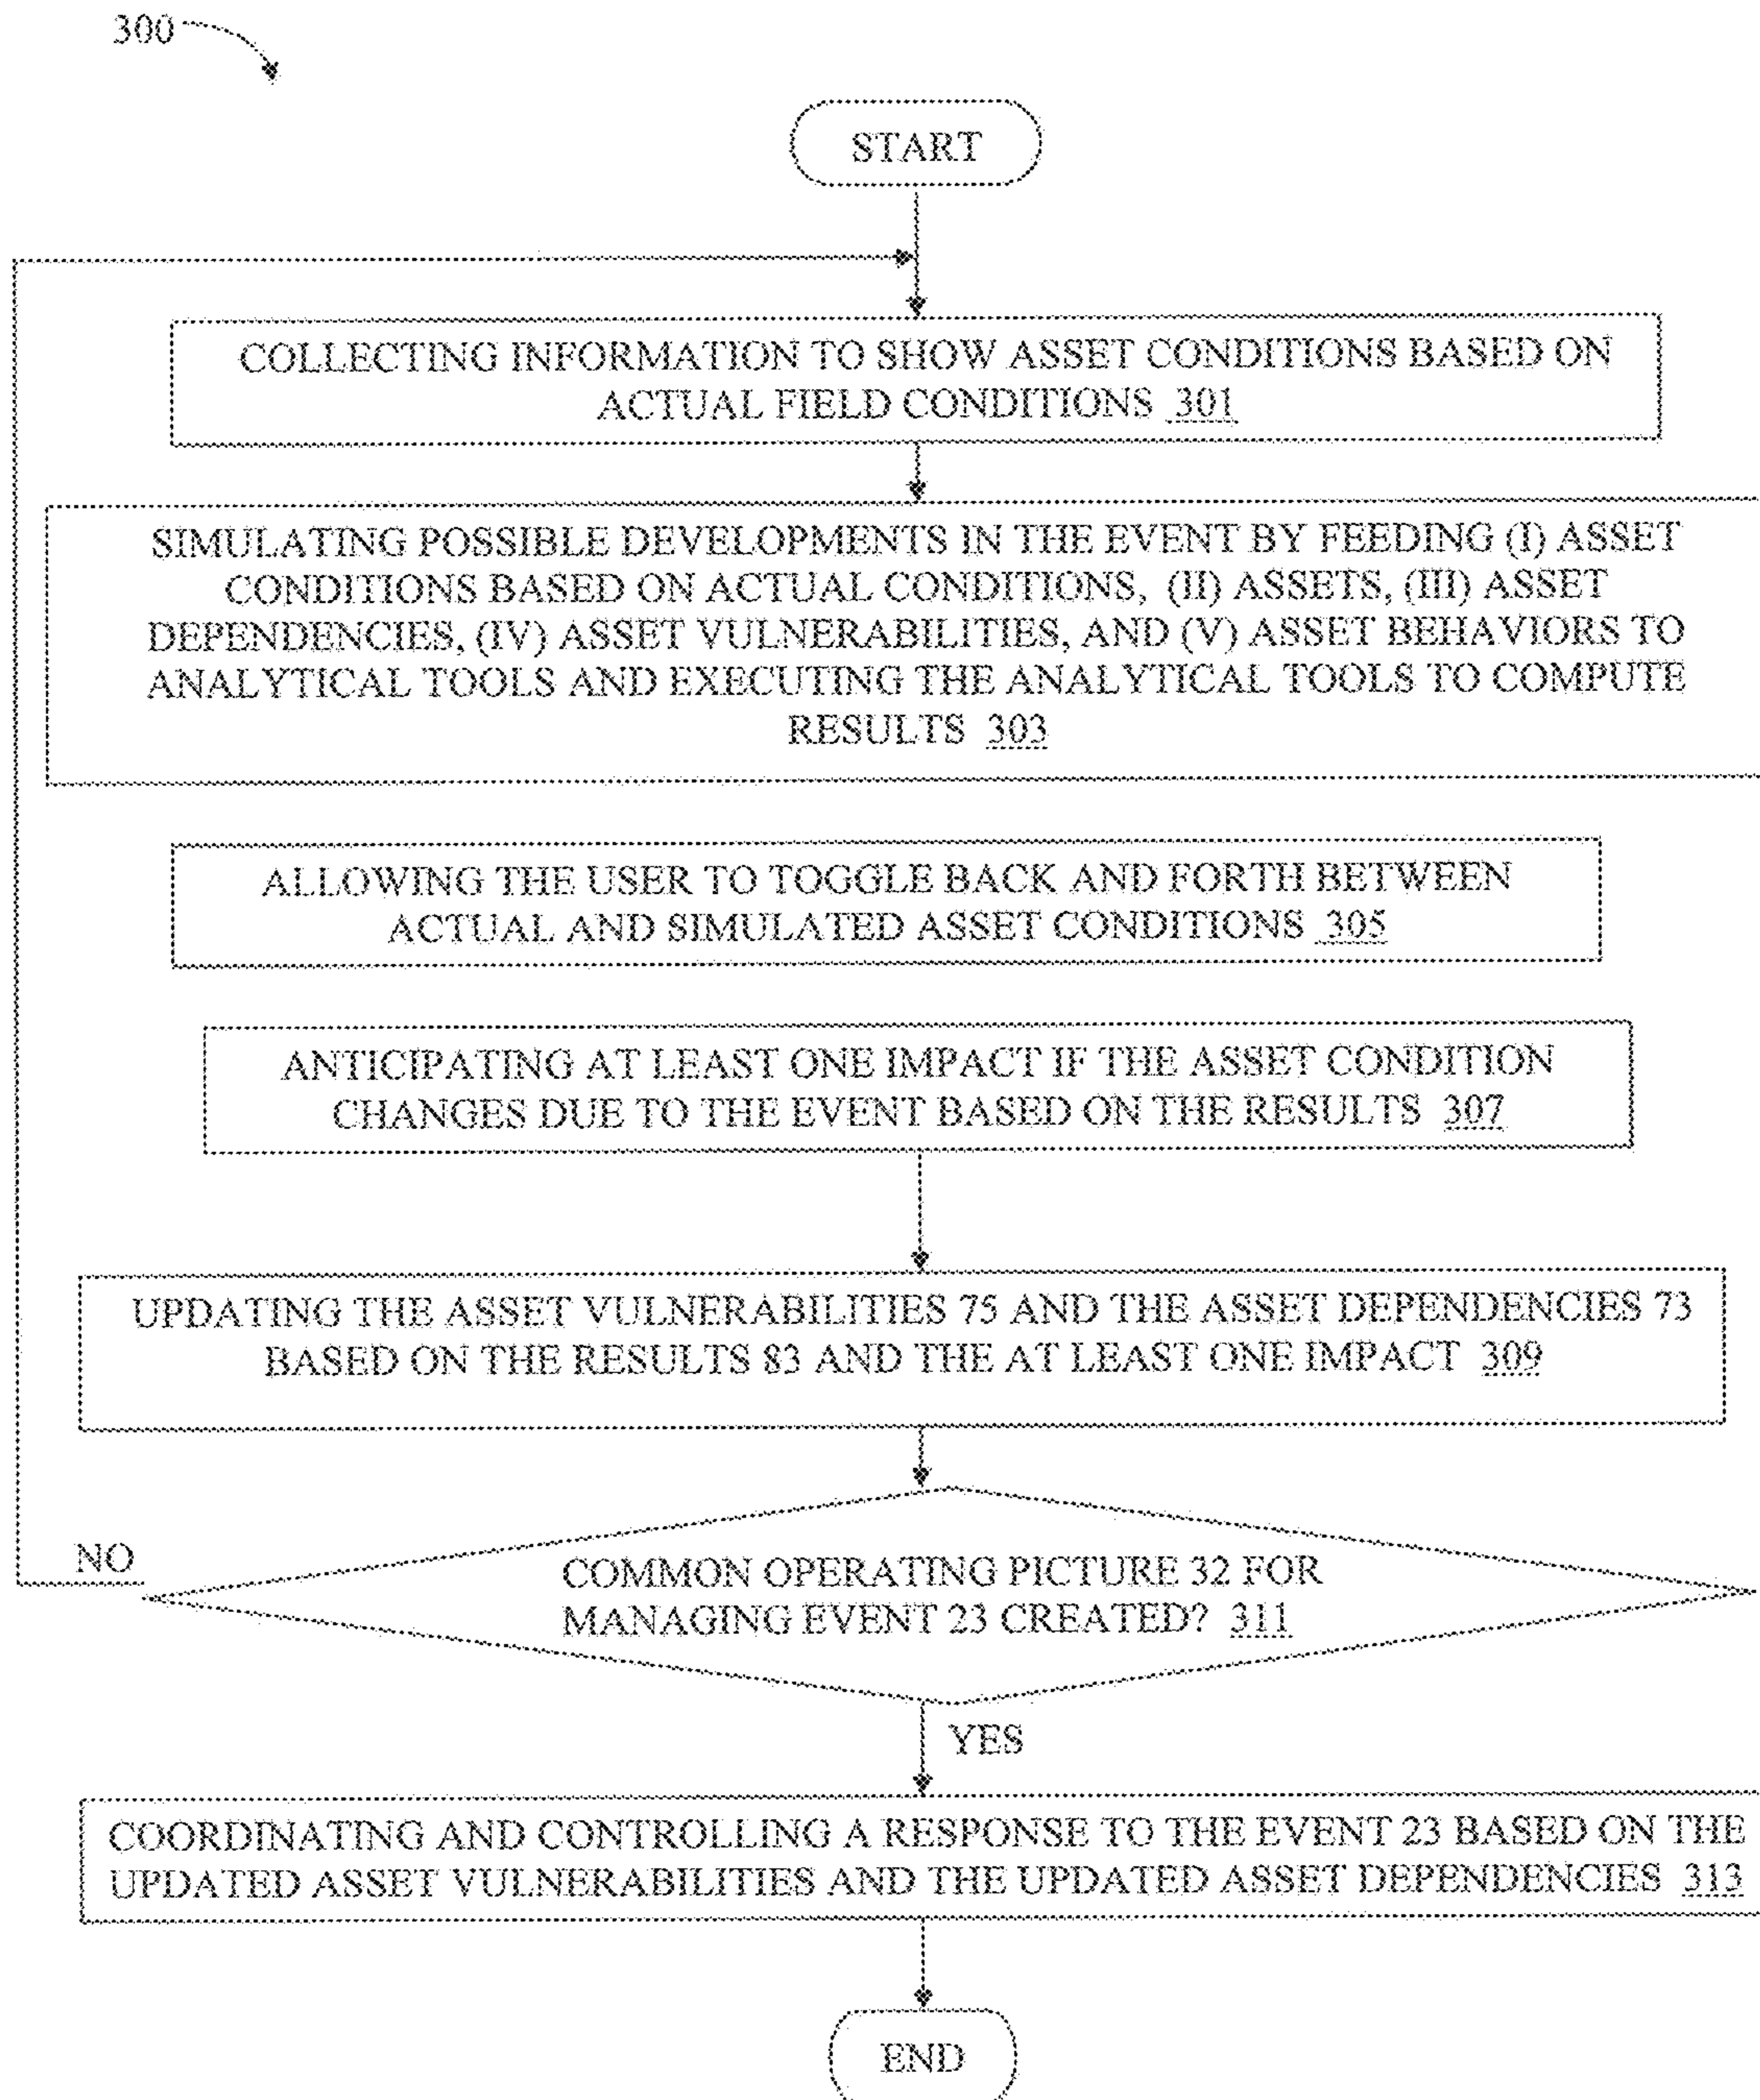 300
START
COLLECTING INFORMATION TO SHOW ASSET CONDITIONS BASED ON
ACTUAL FIELD CONDITIONS 301
SIMULATING POSSIBLE DEVELOPMENTS IN THE EVENT BY FEEDING (I) ASSET
CONDITIONS BASED ON ACTUAL CONDITIONS, (II) ASSETS, (III) ASSET
DEPENDENCIES, (IV) ASSET VULNERABILITIES, AND (V) ASSET BEHAVIORS TO
ANALYTICAL TOOLS AND EXECUTING THE ANALYTICAL TOOLS TO COMPUTE
RESULTS 303
ALLOWING THE USER TO TOGGLE BACK AND FORTH BETWEEN
ACTUAL AND SIMULATED ASSET CONDITIONS 305
ANTICIPATING AT LEAST ONE IMPACT IF THE ASSET CONDITION
CHANGES DUE TO THE EVENT BASED ON THE RESULTS 307
UPDATING THE ASSET VULNERABILITIES 75 AND THE ASSET DEPENDENCIES 73
BASED ON THE RESULTS 83 AND THE AT LEAST ONE IMPACT 309
NO
COMMON OPERATING PICTURE 32 FOR
MANAGING EVENT 23 CREATED? 311
YES
COORDINATING AND CONTROLLING A RESPONSE TO THE EVENT 23 BASED ON THE
UPDATED ASSET VULNERABILITIES AND THE UPDATED ASSET DEPENDENCIES 313
END